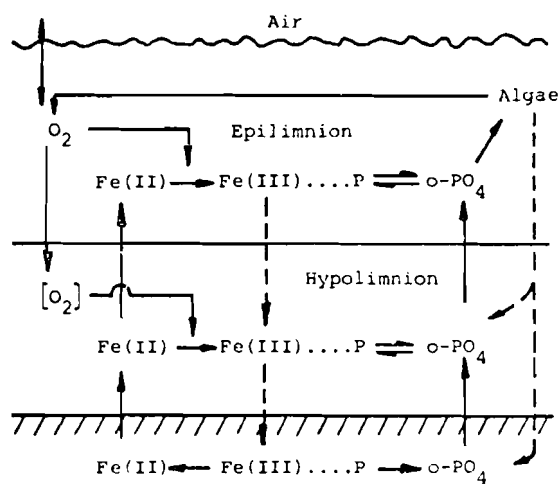 Air
Algae
O₂ Epilimnion
Fe(II) Fe(III)....P o-PO₄
Hypolimnion
[O₂]
Fe(II) Fe(III)....P o-PO₄
Fe(II) Fe(III)....P o-PO₄